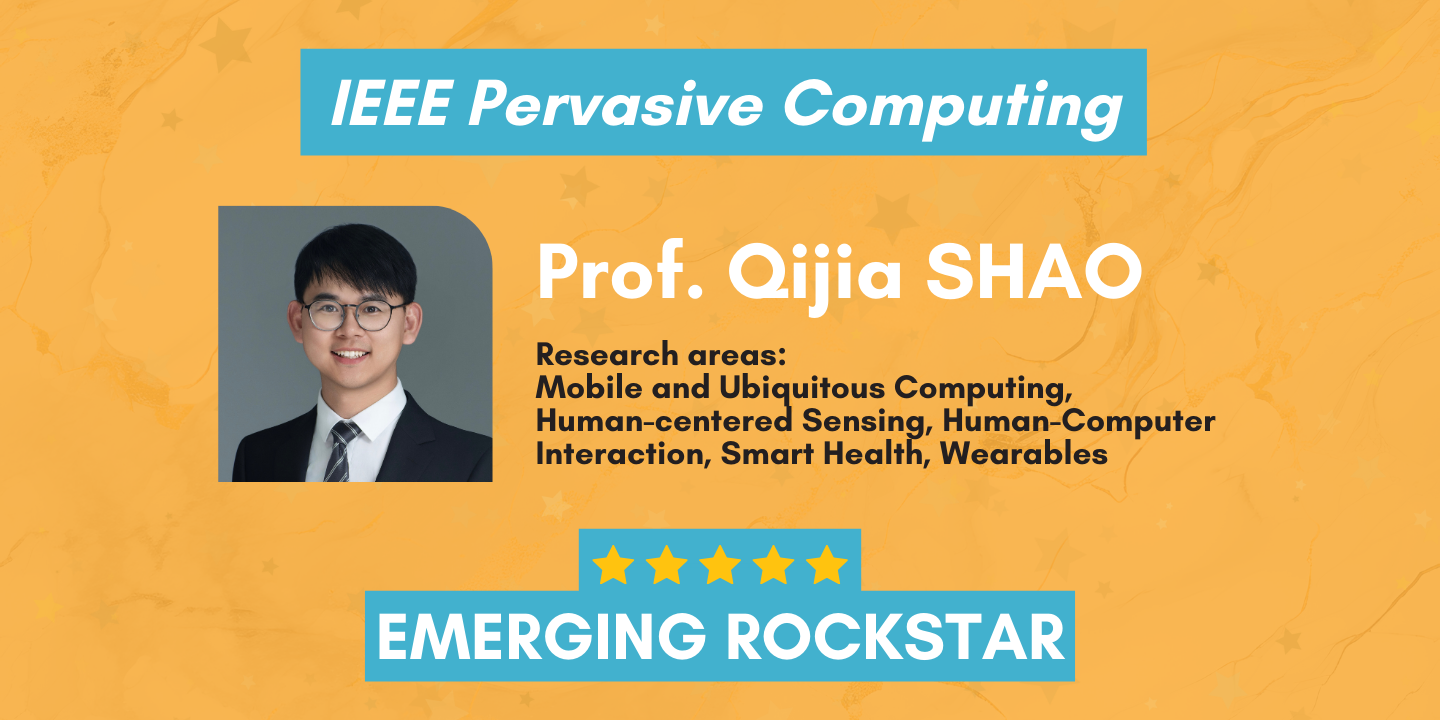 IEEE Pervasive Computing
Prof. Qijia SHAO
Research areas:
Mobile and Ubiquitous Computing,
Human-centered Sensing, Human-Computer
Interaction, Smart Health, Wearables
EMERGING ROCKSTAR